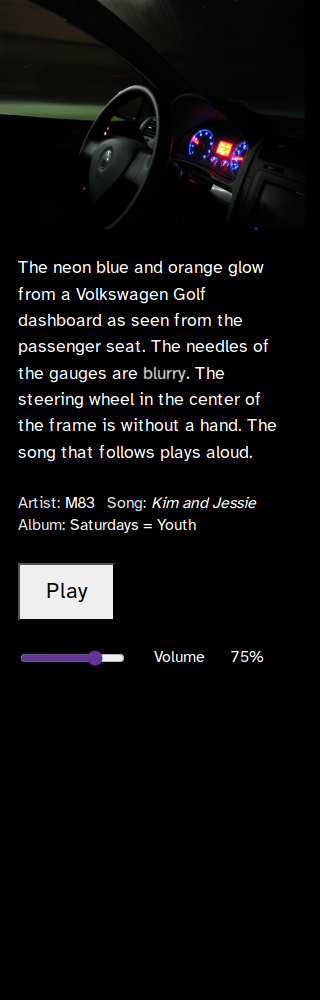 The neon blue and orange glow
from a Volkswagen Golf
dashboard as seen from the
passenger seat. The needles of
the gauges are blurry. The
steering wheel in the center of
the frame is without a hand. The
song that follows plays aloud.
Artist: M83 Song: Kim and Jessie
Album: Saturdays = Youth
Play
Volume 75%